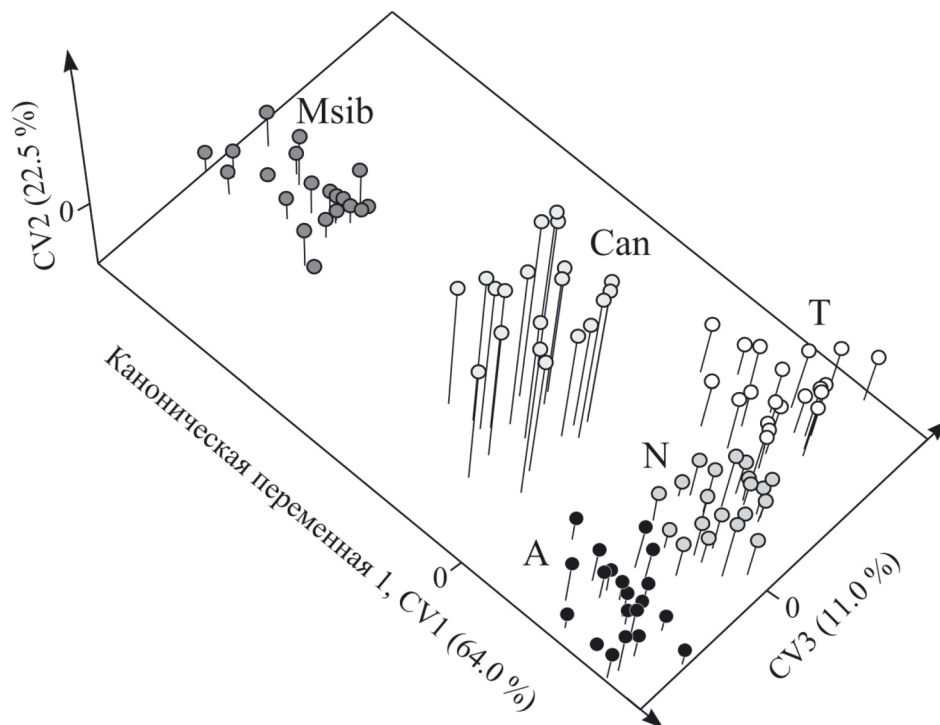 Msib
CV2 (22.5 %)
0
Can
T
Каноническая переменная 1, CV1 (64.0 %)
N
A
0
0
CV3 (11.0 %)